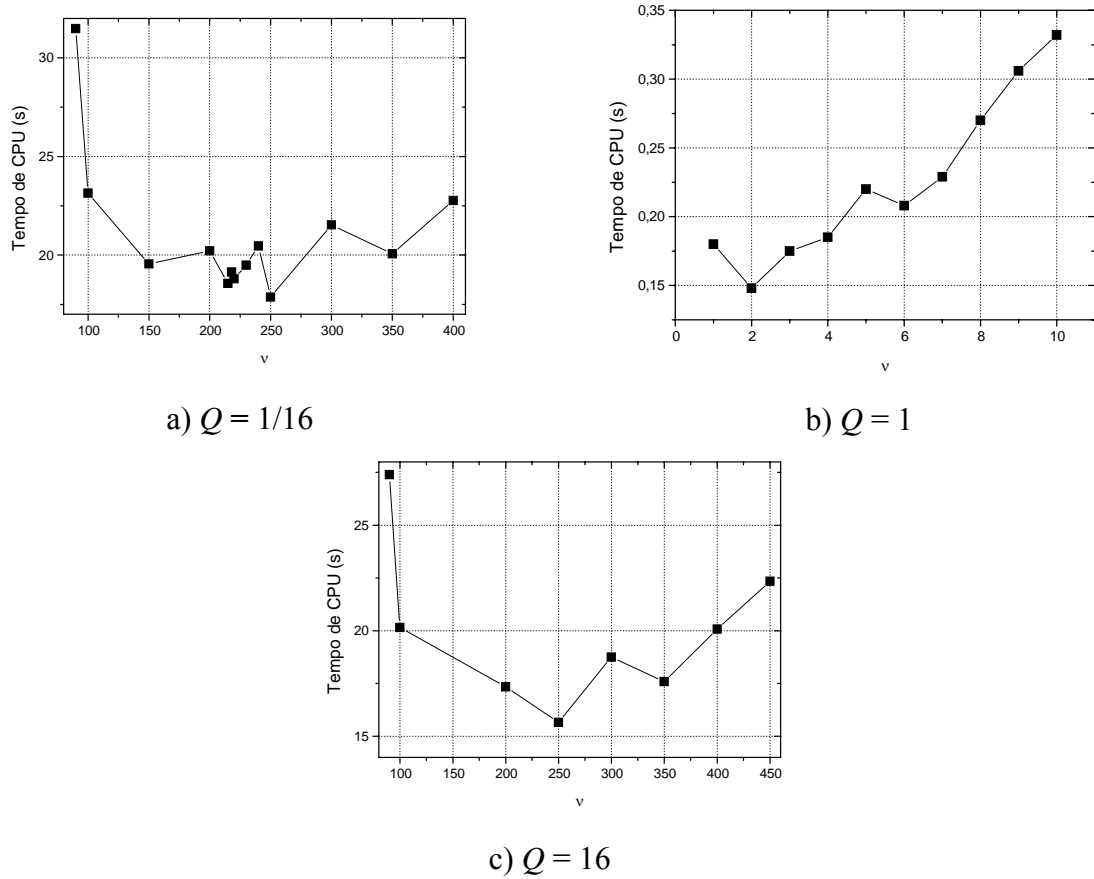 Tempo de CPU (s)
30
25
20
100 150 200 250 300 350 400
ν
a) Q = 1/16
Tempo de CPU (s)
0,35
0,30
0,25
0,20
0,15
0 2 4 6 8 10
ν
b) Q = 1
Tempo de CPU (s)
25
20
15
100 150 200 250 300 350 400 450
ν
c) Q = 16